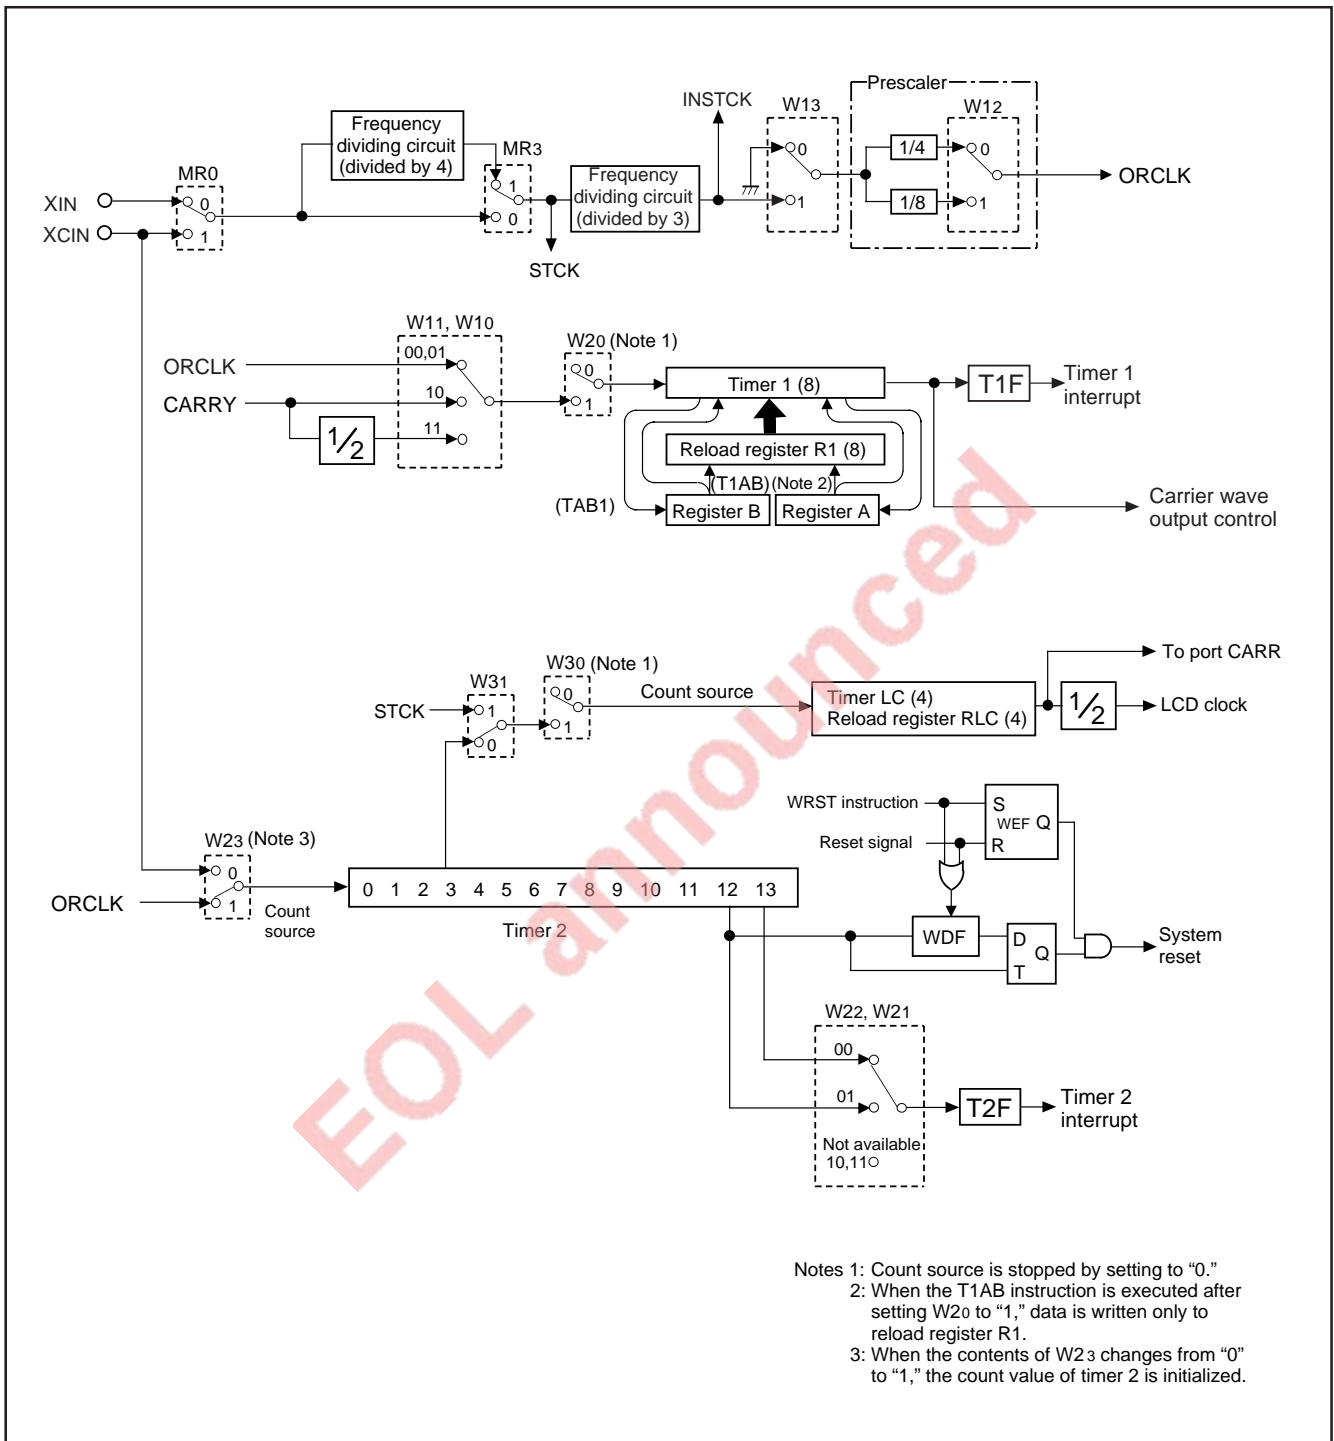 Prescaler
INSTCK
W13
W12
Frequency
dividing circuit
(divided by 4)
MR3
MR0
1
0
Frequency
dividing circuit
(divided by 3)
0
1
1/4
1/8
0
1
ORCLK
XIN
XCIN
0
1
STCK
W11, W10
W20 (Note 1)
ORCLK
00,01
CARRY
10
1/2
11
0
1
Timer 1 (8)
T1F
Timer 1
interrupt
Reload register R1 (8)
(T1AB) (Note 2)
(TAB1)
Register B
Register A
Carrier wave
output control
W31
W30 (Note 1)
STCK
1
0
0
1
Count source
Timer LC (4)
Reload register RLC (4)
To port CARR
1/2
LCD clock
WRST instruction
Reset signal
S
WEF Q
R
W23 (Note 3)
0
1
ORCLK
Count
source
0 1 2 3 4 5 6 7 8 9 10 11 12 13
Timer 2
WDF
D
Q
T
System
reset
W22, W21
00
01
Not available
10,11
T2F
Timer 2
interrupt
EOL announced
Notes 1: Count source is stopped by setting to “0.”
2: When the T1AB instruction is executed after
setting W20 to “1,” data is written only to
reload register R1.
3: When the contents of W23 changes from “0”
to “1,” the count value of timer 2 is initialized.